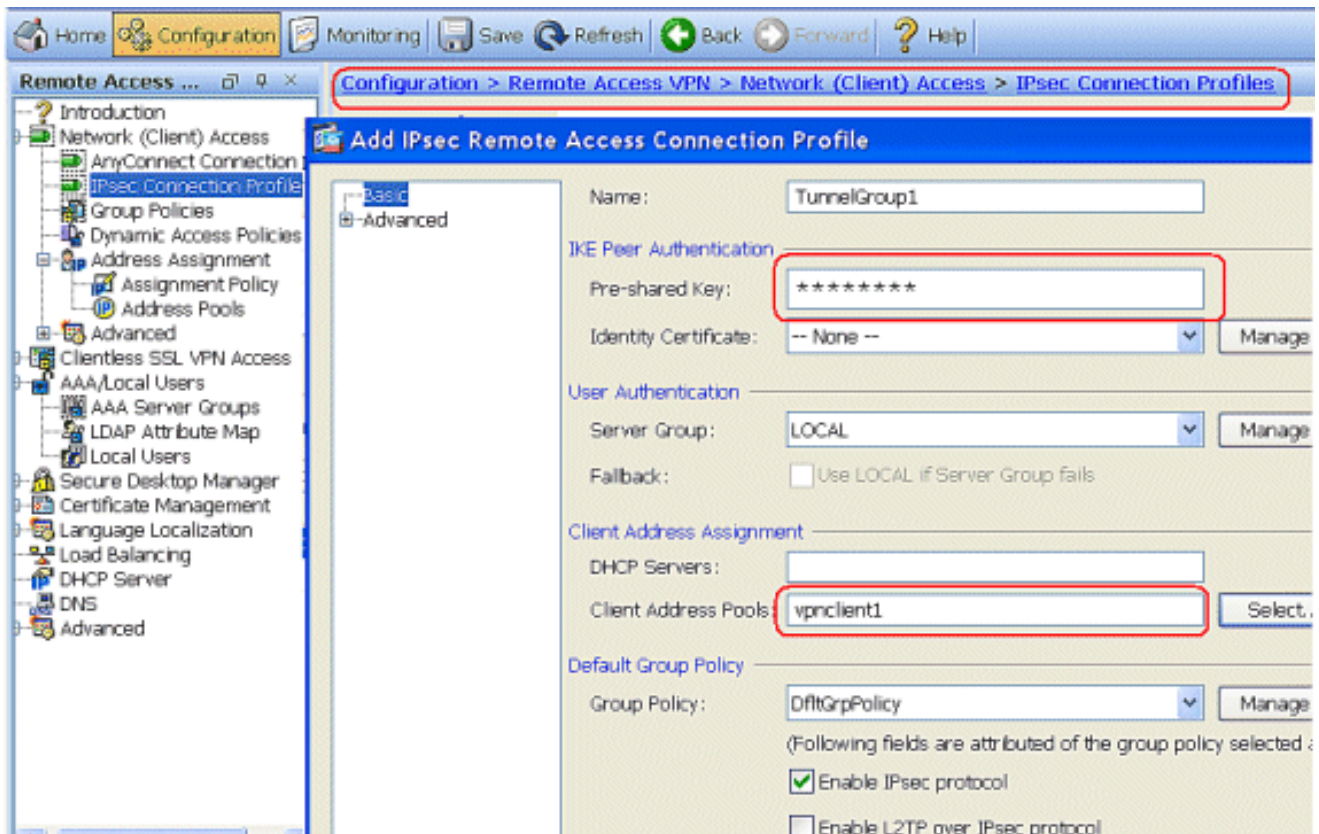 Home Configuration Monitoring Save Refresh Back Forward Help
Remote Access ...
Configuration > Remote Access VPN > Network (Client) Access > IPsec Connection Profiles
Introduction
Network (Client) Access
AnyConnect Connection
IPsec Connection Profile
Group Policies
Dynamic Access Policies
Address Assignment
Assignment Policy
Address Pools
Advanced
Clientless SSL VPN Access
AAA/Local Users
AAA Server Groups
LDAP Attribute Map
Local Users
Secure Desktop Manager
Certificate Management
Language Localization
Load Balancing
DHCP Server
DNS
Advanced
Add IPsec Remote Access Connection Profile
Basic
Advanced
Name: TunnelGroup1
IKE Peer Authentication
Pre-shared Key: ********
Identity Certificate: -- None -- Manage
User Authentication
Server Group: LOCAL Manage
Fallback: Use LOCAL if Server Group fails
Client Address Assignment
DHCP Servers:
Client Address Pools: vpnclient1 Select.
Default Group Policy
Group Policy: DfltGrpPolicy Manage
(Following fields are attributed of the group policy selected
Enable IPsec protocol
Enable L2TP over IPsec protocol